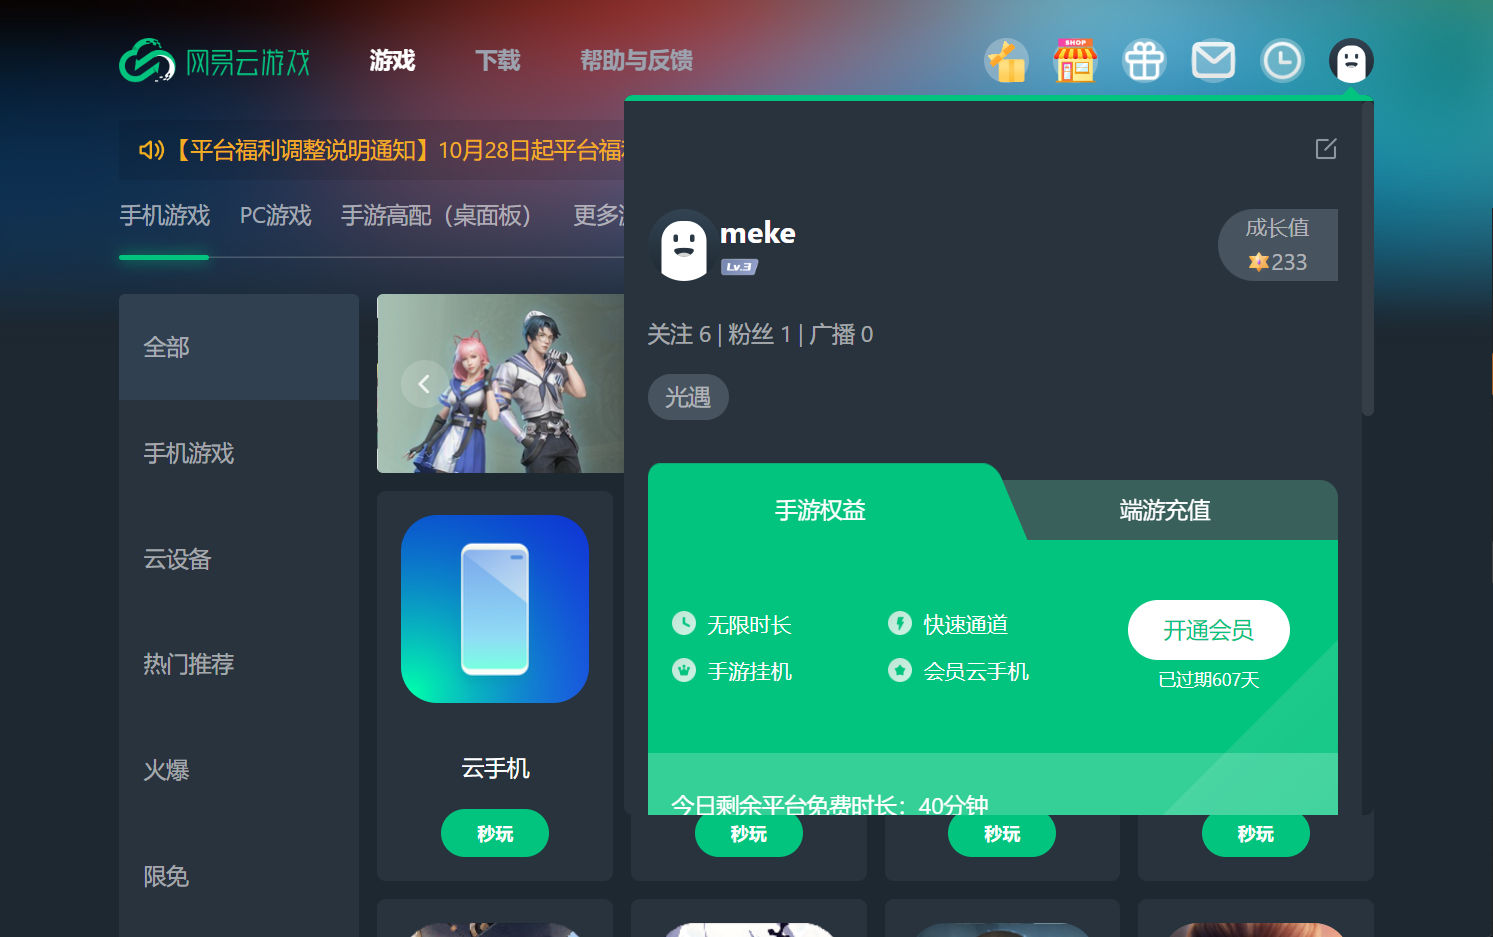 网易云游戏
游戏
下载
帮助与反馈
SHOP
【平台福利调整说明通知】10月28日起平台福
手机游戏
PC游戏
手游高配（桌面板）
更多
meke
Lv.3
成长值
233
关注 6 | 粉丝 1 | 广播 0
光遇
全部
手机游戏
云设备
热门推荐
火爆
限免
手游权益
端游充值
无限时长
快速通道
手游挂机
会员云手机
开通会员
已过期607天
今日剩余平台免费时长：40分钟
云手机
秒玩
秒玩
秒玩
秒玩